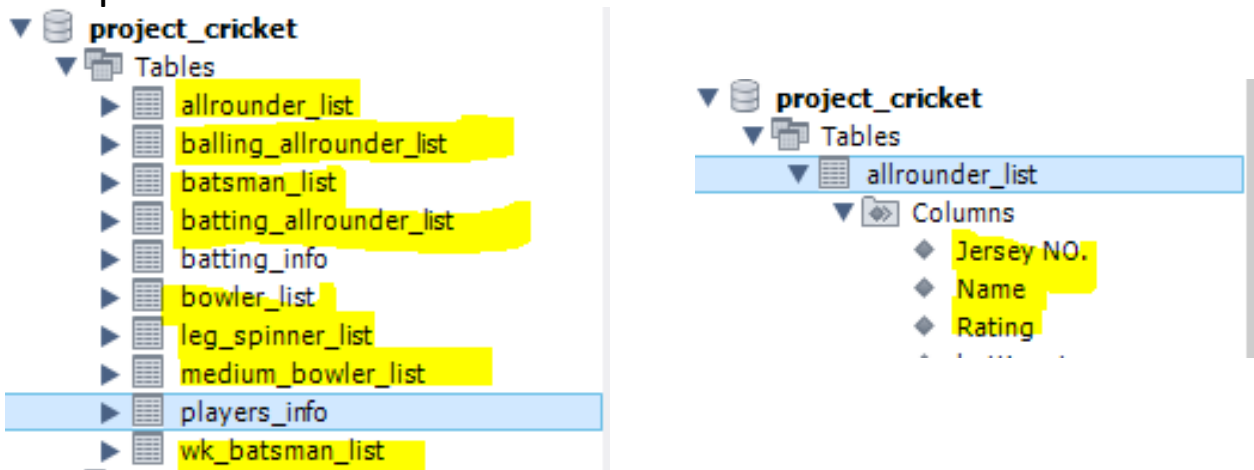 project_cricket
Tables
allrounder_list
balling_allrounder_list
batsman_list
batting_allrounder_list
batting_info
bowler_list
leg_spinner_list
medium_bowler_list
players_info
wk_batsman_list
project_cricket
Tables
allrounder_list
Columns
Jersey NO.
Name
Rating